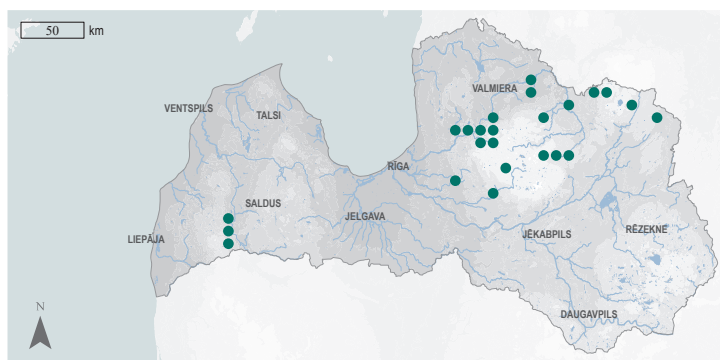 50 km
VALMIERA
VENTSPILS
TALSI
RĪGA
SALDUS
JELGAVA
LIEPĀJA
JĒKABPILS
RĒZEKNE
N
DAUGAVPILS